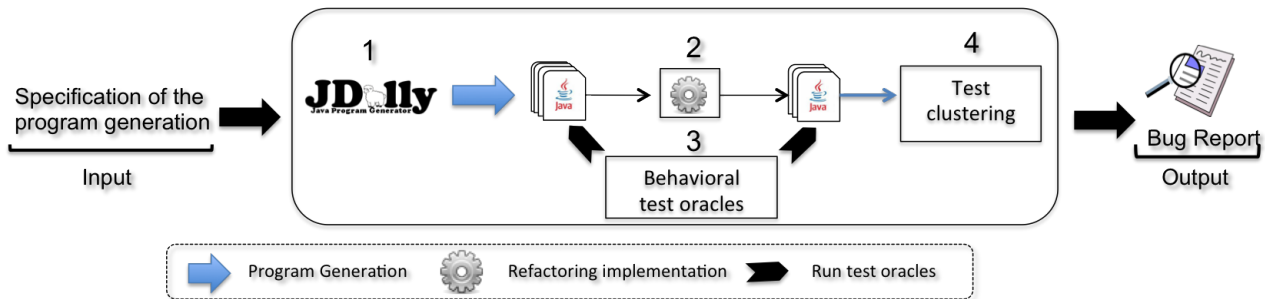 1
2
4
JDolly
Java Program Generator
Java
Java
Specification of the
program generation
Input
Test
clustering
3
Behavioral
test oracles
Bug Report
Output
Program Generation
Refactoring implementation
Run test oracles